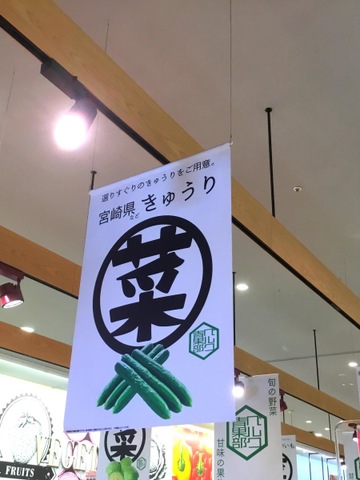 選りすぐりのきゅうりをご用意。
宮崎県など きゅうり
菜
旬の野菜
甘味の果
菜
VEGE
FRUITS